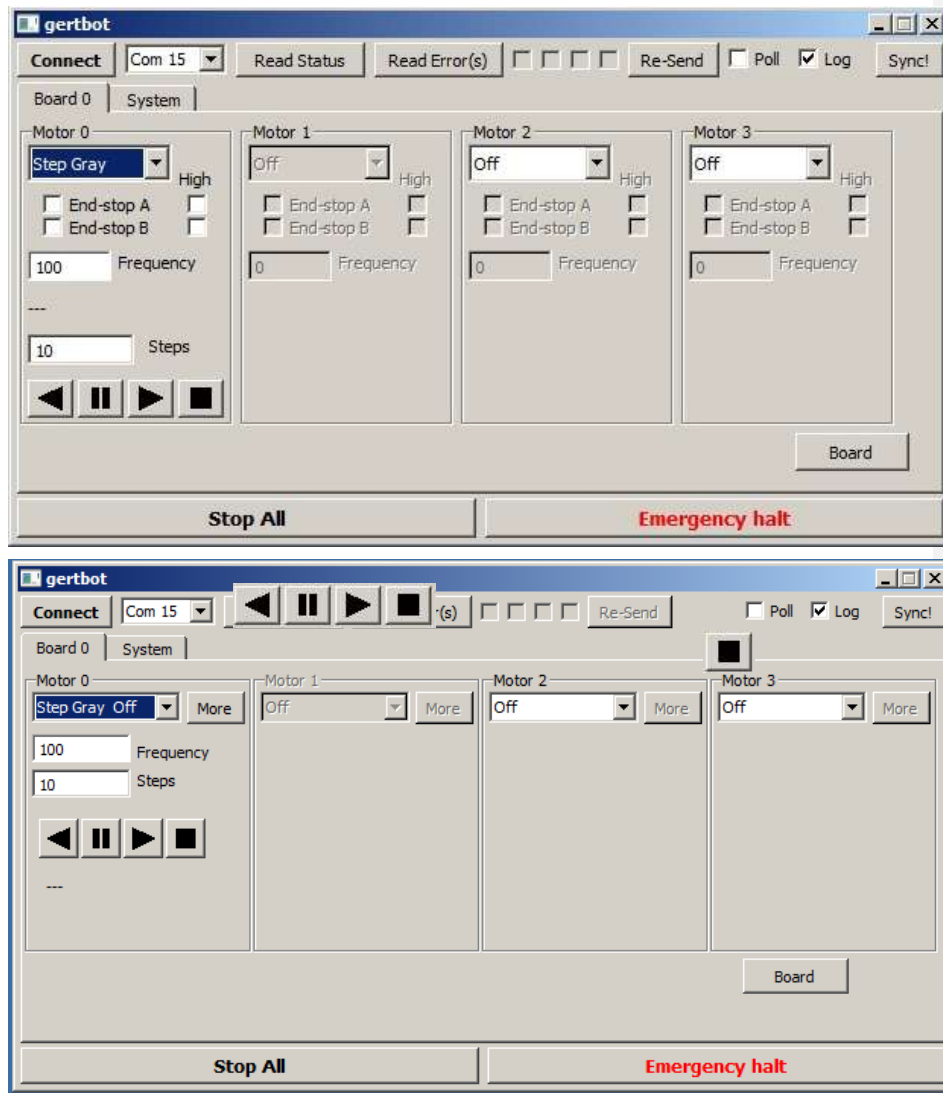 gertbot
Connect Com 15 Read Status Read Error(s) Re-Send Poll Log Sync!
Board 0 System
Motor 0 Motor 1 Motor 2 Motor 3
Step Gray Off Off Off
High High High High
End-stop A End-stop A End-stop A End-stop A
End-stop B End-stop B End-stop B End-stop B
100 Frequency 0 Frequency 0 Frequency 0 Frequency
---
10 Steps
Board
Stop All Emergency halt
gertbot
Connect Com 15 r(s) Re-Send Poll Log Sync!
Board 0 System
Motor 0 Motor 1 Motor 2 Motor 3
Step Gray Off More Off More Off More Off More
100 Frequency
10 Steps
---
Board
Stop All Emergency halt